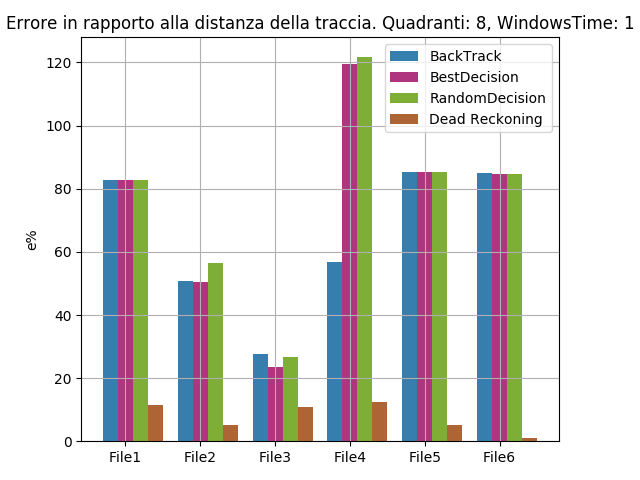 Errore in rapporto alla distanza della traccia. Quadranti: 8, WindowsTime: 1
BackTrack
BestDecision
RandomDecision
Dead Reckoning
e%
120
100
80
60
40
20
0
File1 File2 File3 File4 File5 File6